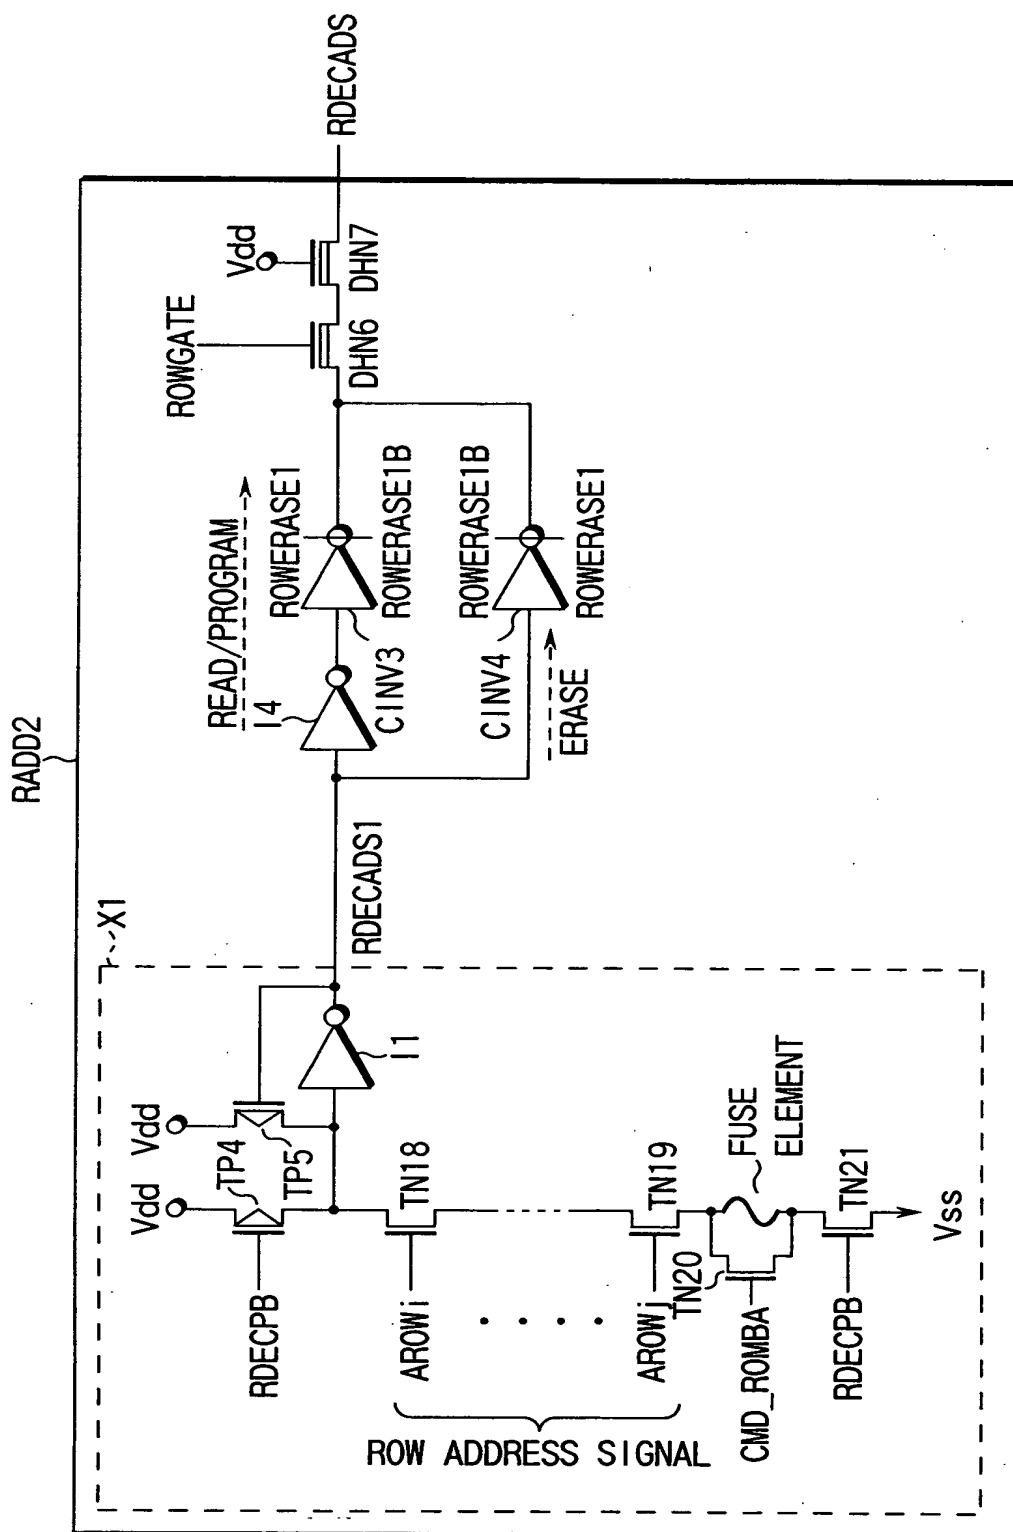 RADD2
X1
Vdd
Vdd
TP4
TP5
RDECPB
I1
RDECADS1
AROWi
TN18
AROWj
TN19
ROW ADDRESS SIGNAL
TN20
CMD_ROMBA
FUSE
ELEMENT
RDECPB
TN21
Vss
READ/PROGRAM
I4
ROWERASE1
CINV3
ROWERASE1B
ROWERASE1B
CINV4
ROWERASE1
ERASE
ROWGATE
DHN6
Vdd
DHN7
RDECADS